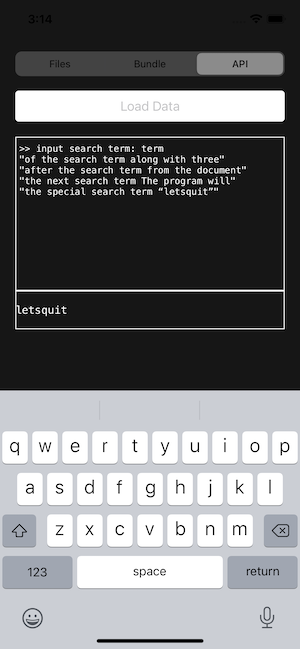 3:14
Files Bundle API
Load Data
>> input search term: term
"of the search term along with three"
"after the search term from the document"
"the next search term The program will"
"the special search term “letsquit”"
letsquit
q w e r t y u i o p
a s d f g h j k l
z x c v b n m
123 space return